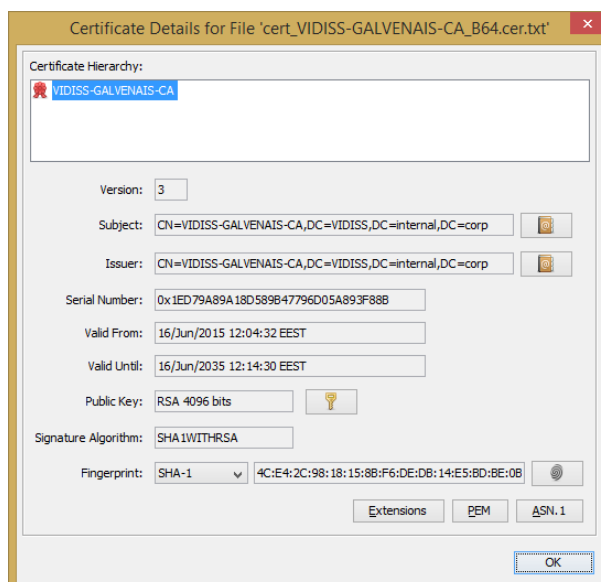 Certificate Details for File 'cert_VIDISS-GALVENAIS-CA_B64.cer.txt'
Certificate Hierarchy:
VIDISS-GALVENAIS-CA
Version: 3
Subject: CN=VIDISS-GALVENAIS-CA,DC=VIDISS,DC=internal,DC=corp
Issuer: CN=VIDISS-GALVENAIS-CA,DC=VIDISS,DC=internal,DC=corp
Serial Number: 0x1ED79A89A18D589B47796D05A893F88B
Valid From: 16/Jun/2015 12:04:32 EEST
Valid Until: 16/Jun/2035 12:14:30 EEST
Public Key: RSA 4096 bits
Signature Algorithm: SHA1WITHRSA
Fingerprint: SHA-1 4C:E4:2C:98:18:15:8B:F6:DE:DB:14:E5:BD:BE:0B
Extensions PEM ASN.1
OK